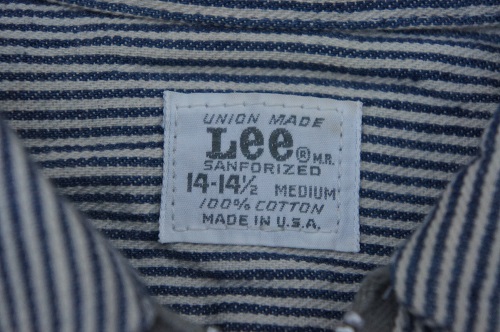 UNION MADE
Lee ® M.R.
SANFORIZED
14-14½ MEDIUM
100% COTTON
MADE IN U.S.A.